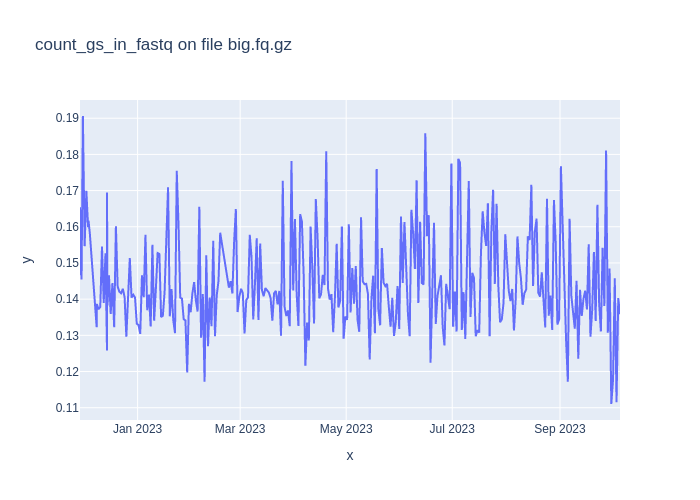 count_gs_in_fastq on file big.fq.gz
0.19
0.18
0.17
0.16
0.15
0.14
0.13
0.12
0.11
y
Jan 2023 Mar 2023 May 2023 Jul 2023 Sep 2023
x